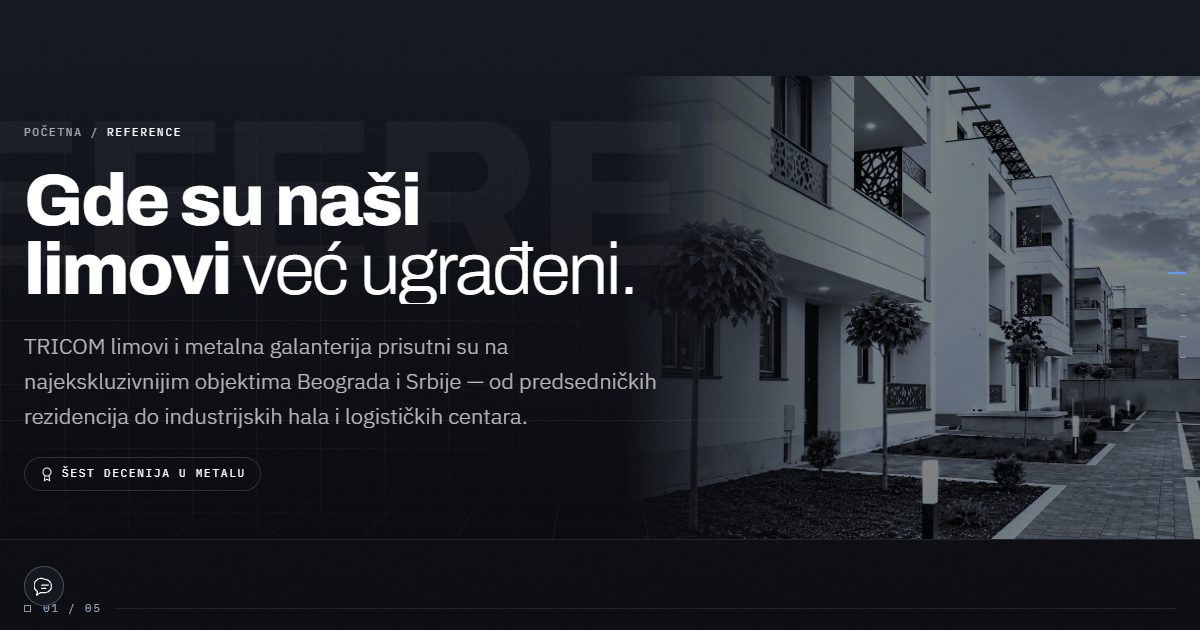 POČETNA / REFERENCE
Gde su naši
limovi već ugrađeni.
TRICOM limovi i metalna galanterija prisutni su na
najekskluzivnijim objektima Beograda i Srbije — od predsedničkih
rezidencija do industrijskih hala i logističkih centara.
ŠEST DECENIJA U METALU
01 / 05